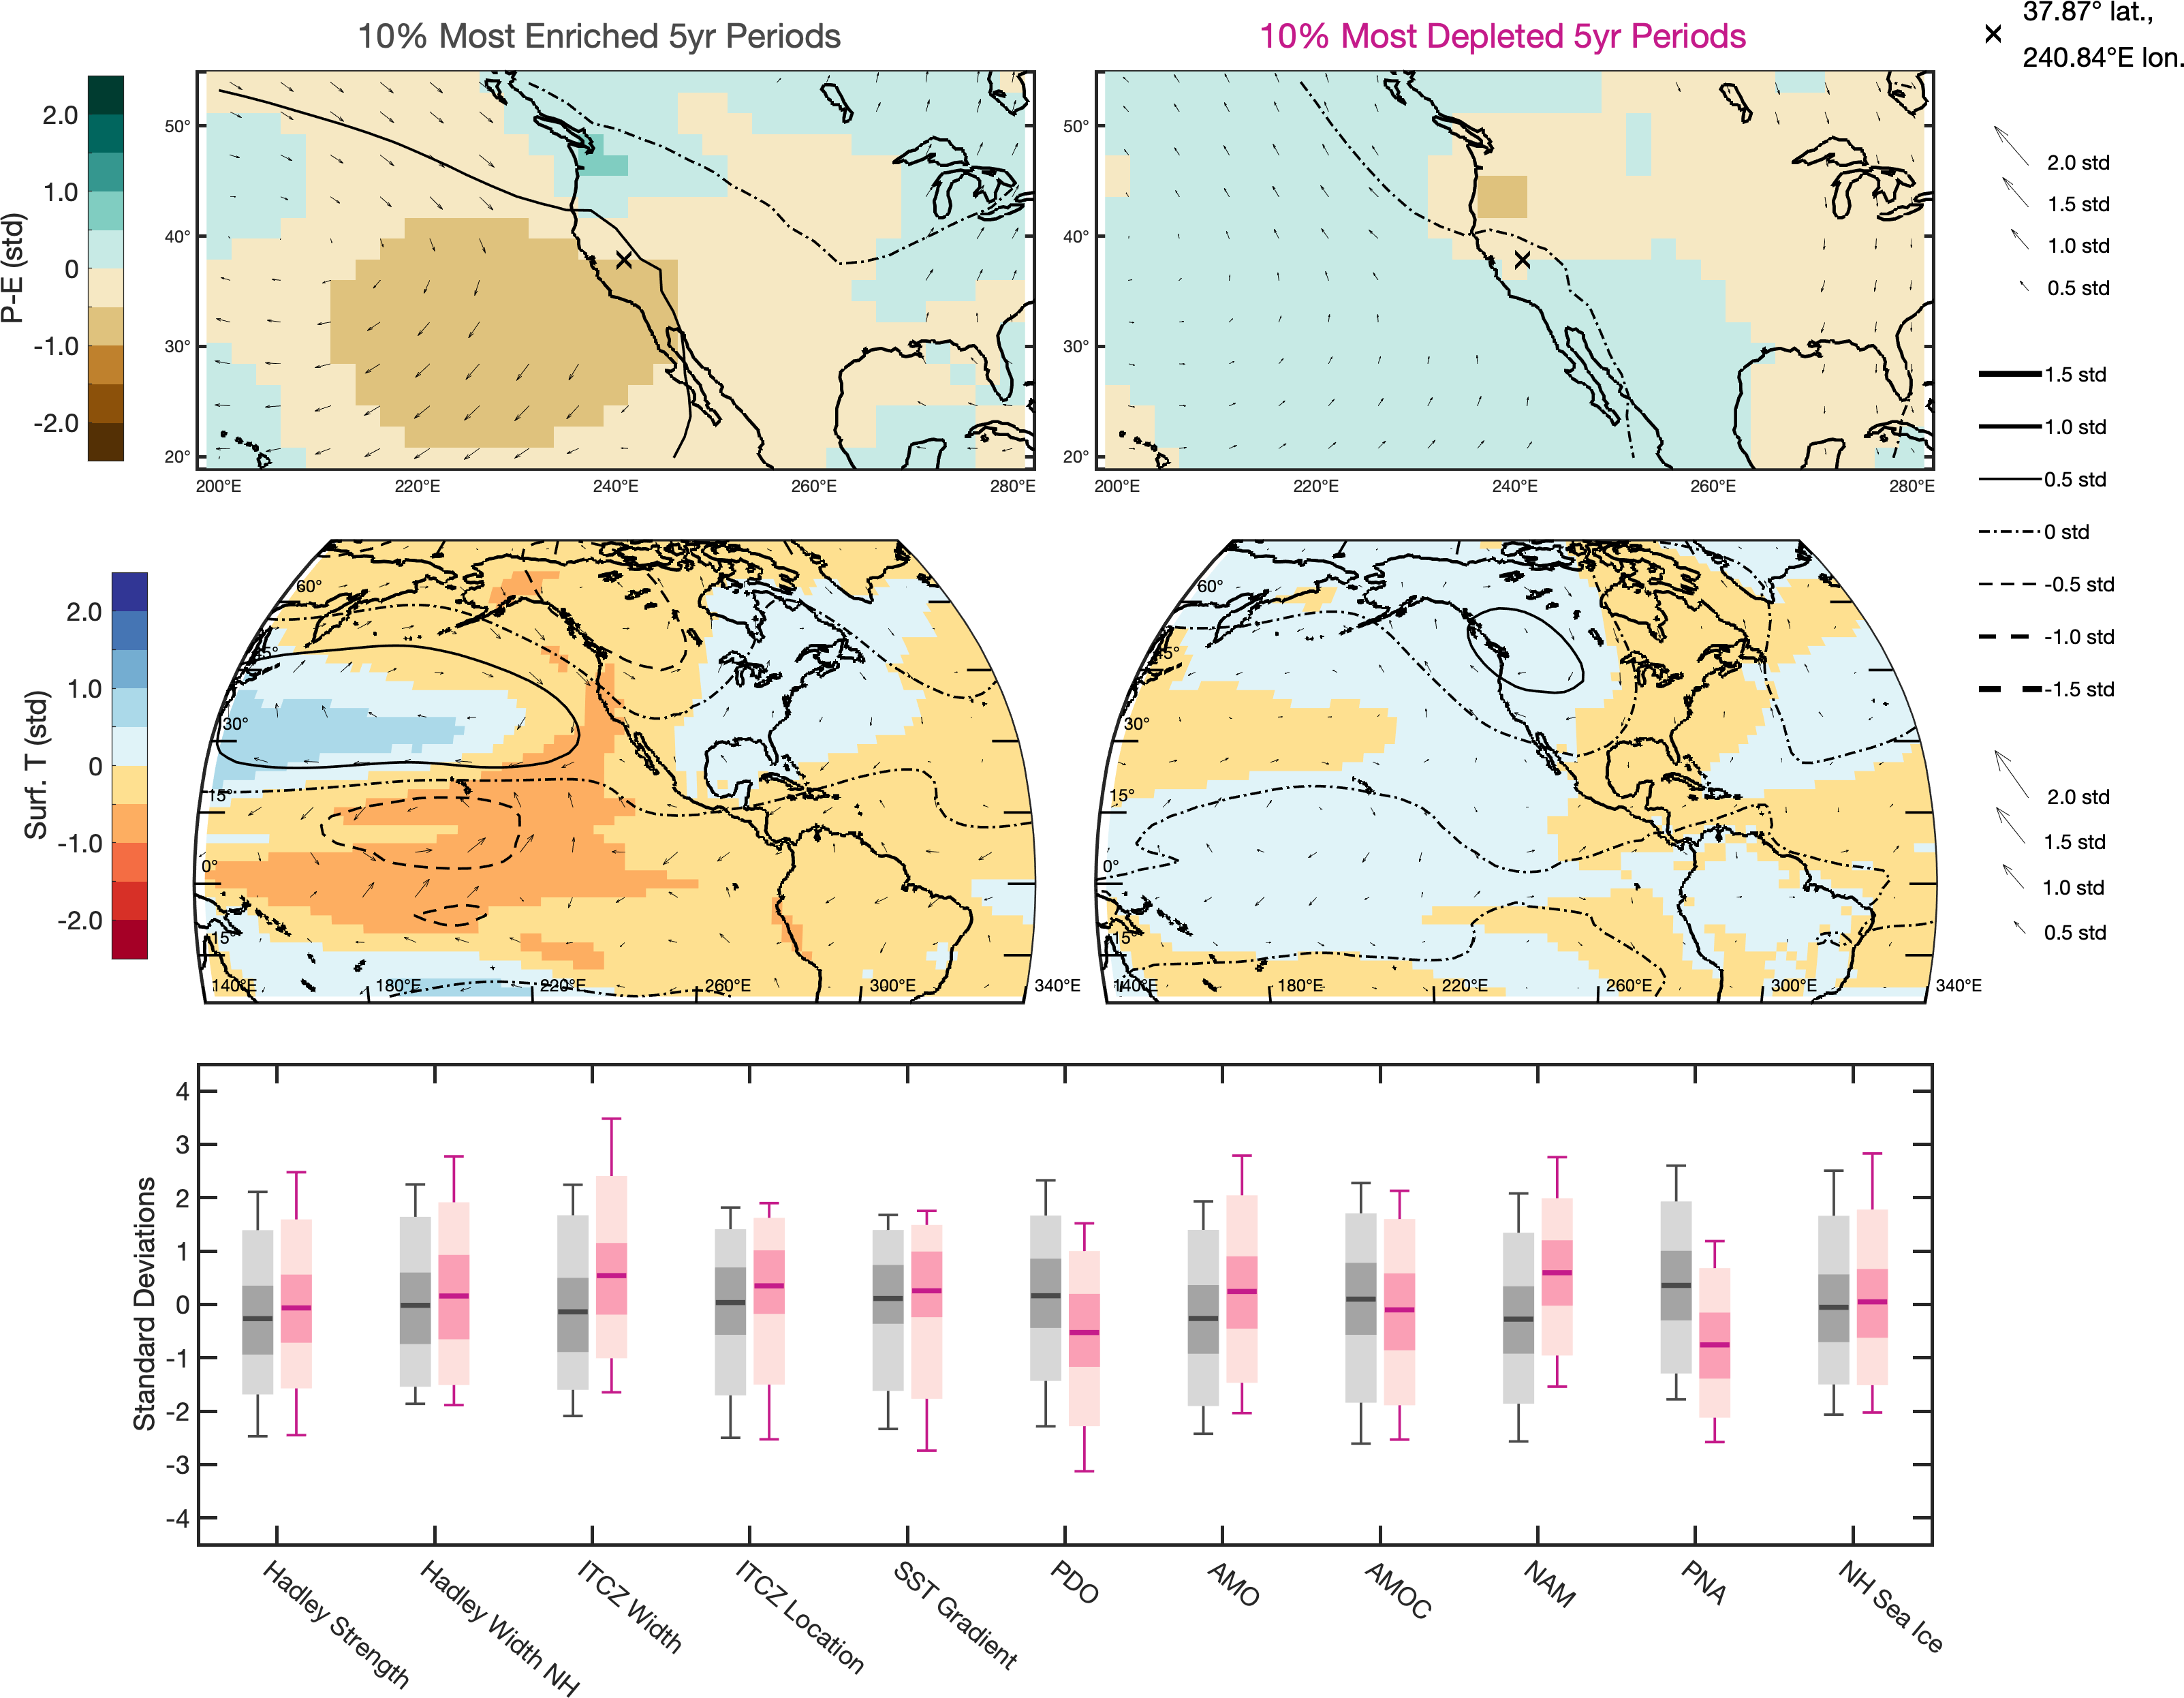 10% Most Enriched 5yr Periods
10% Most Depleted 5yr Periods
37.87° lat.,
240.84°E lon.
P-E (std)
2.0
1.0
0
-1.0
-2.0
50°
40°
30°
20°
200°E
220°E
240°E
260°E
280°E
50°
40°
30°
20°
200°E
220°E
240°E
260°E
280°E
2.0 std
1.5 std
1.0 std
0.5 std
1.5 std
1.0 std
0.5 std
0 std
-0.5 std
-1.0 std
-1.5 std
2.0 std
1.5 std
1.0 std
0.5 std
Surf. T (std)
2.0
1.0
0
-1.0
-2.0
60°
45°
30°
15°
0°
-15°
140°E
180°E
220°E
260°E
300°E
340°E
60°
45°
30°
15°
0°
-15°
140°E
180°E
220°E
260°E
300°E
340°E
Standard Deviations
4
3
2
1
0
-1
-2
-3
-4
Hadley Strength
Hadley Width NH
ITCZ Width
ITCZ Location
SST Gradient
PDO
AMO
AMOC
NAM
PNA
NH Sea Ice